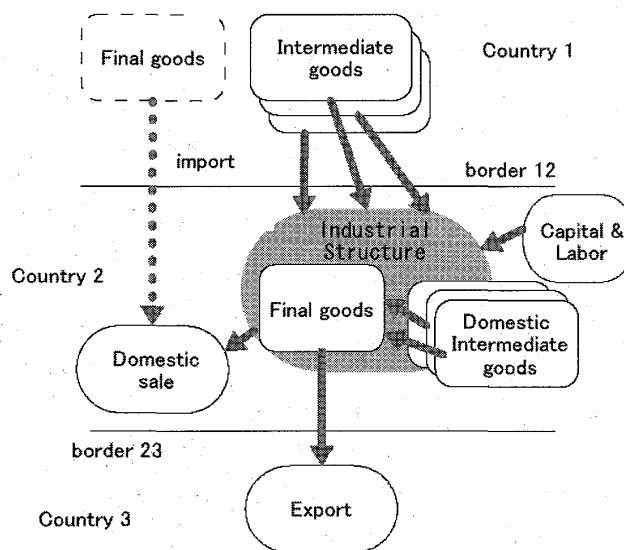 Final goods
Intermediate
goods
Country 1
import
border 12
Industrial
Structure
Capital &
Labor
Country 2
Final goods
Domestic
Intermediate
goods
Domestic
sale
border 23
Export
Country 3